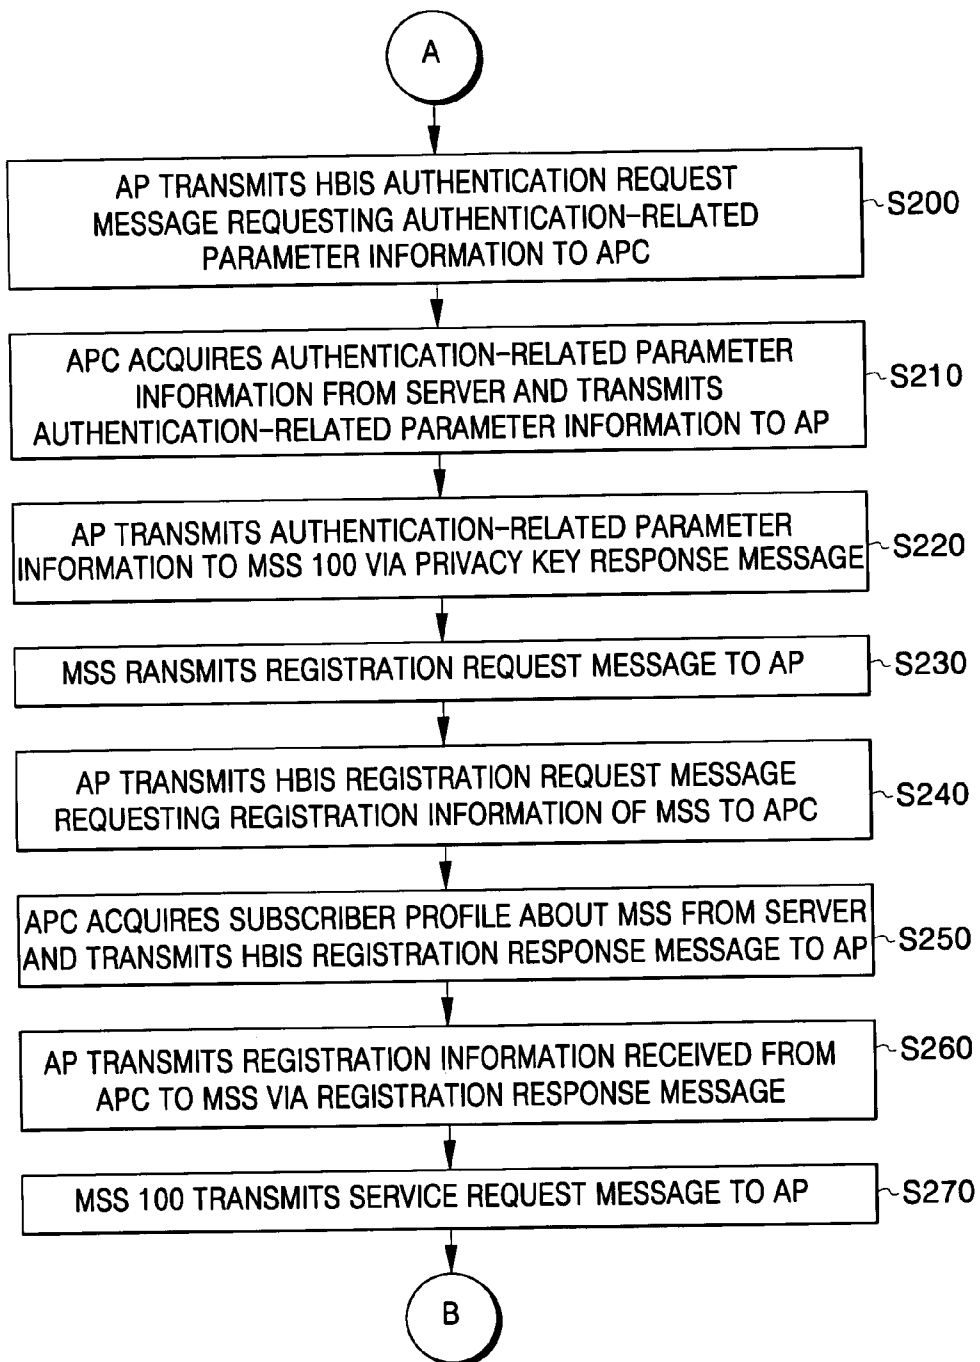 A
AP TRANSMITS HBIS AUTHENTICATION REQUEST
MESSAGE REQUESTING AUTHENTICATION-RELATED
PARAMETER INFORMATION TO APC
S200
APC ACQUIRES AUTHENTICATION-RELATED PARAMETER
INFORMATION FROM SERVER AND TRANSMITS
AUTHENTICATION-RELATED PARAMETER INFORMATION TO AP
S210
AP TRANSMITS AUTHENTICATION-RELATED PARAMETER
INFORMATION TO MSS 100 VIA PRIVACY KEY RESPONSE MESSAGE
S220
MSS RANSMITS REGISTRATION REQUEST MESSAGE TO AP
S230
AP TRANSMITS HBIS REGISTRATION REQUEST MESSAGE
REQUESTING REGISTRATION INFORMATION OF MSS TO APC
S240
APC ACQUIRES SUBSCRIBER PROFILE ABOUT MSS FROM SERVER
AND TRANSMITS HBIS REGISTRATION RESPONSE MESSAGE TO AP
S250
AP TRANSMITS REGISTRATION INFORMATION RECEIVED FROM
APC TO MSS VIA REGISTRATION RESPONSE MESSAGE
S260
MSS 100 TRANSMITS SERVICE REQUEST MESSAGE TO AP
S270
B